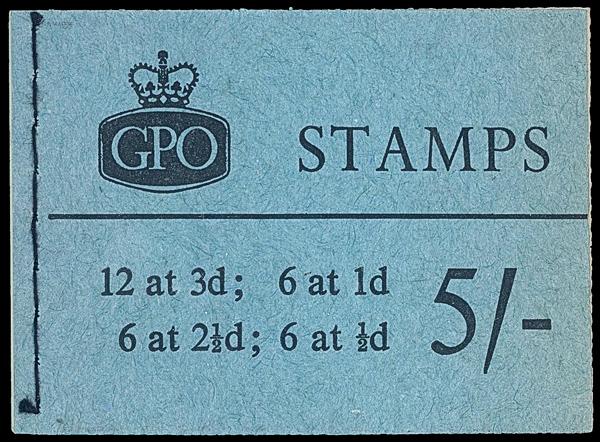 GPO
STAMPS
12 at 3d; 6 at 1d
6 at 2½d; 6 at ½d
5/-